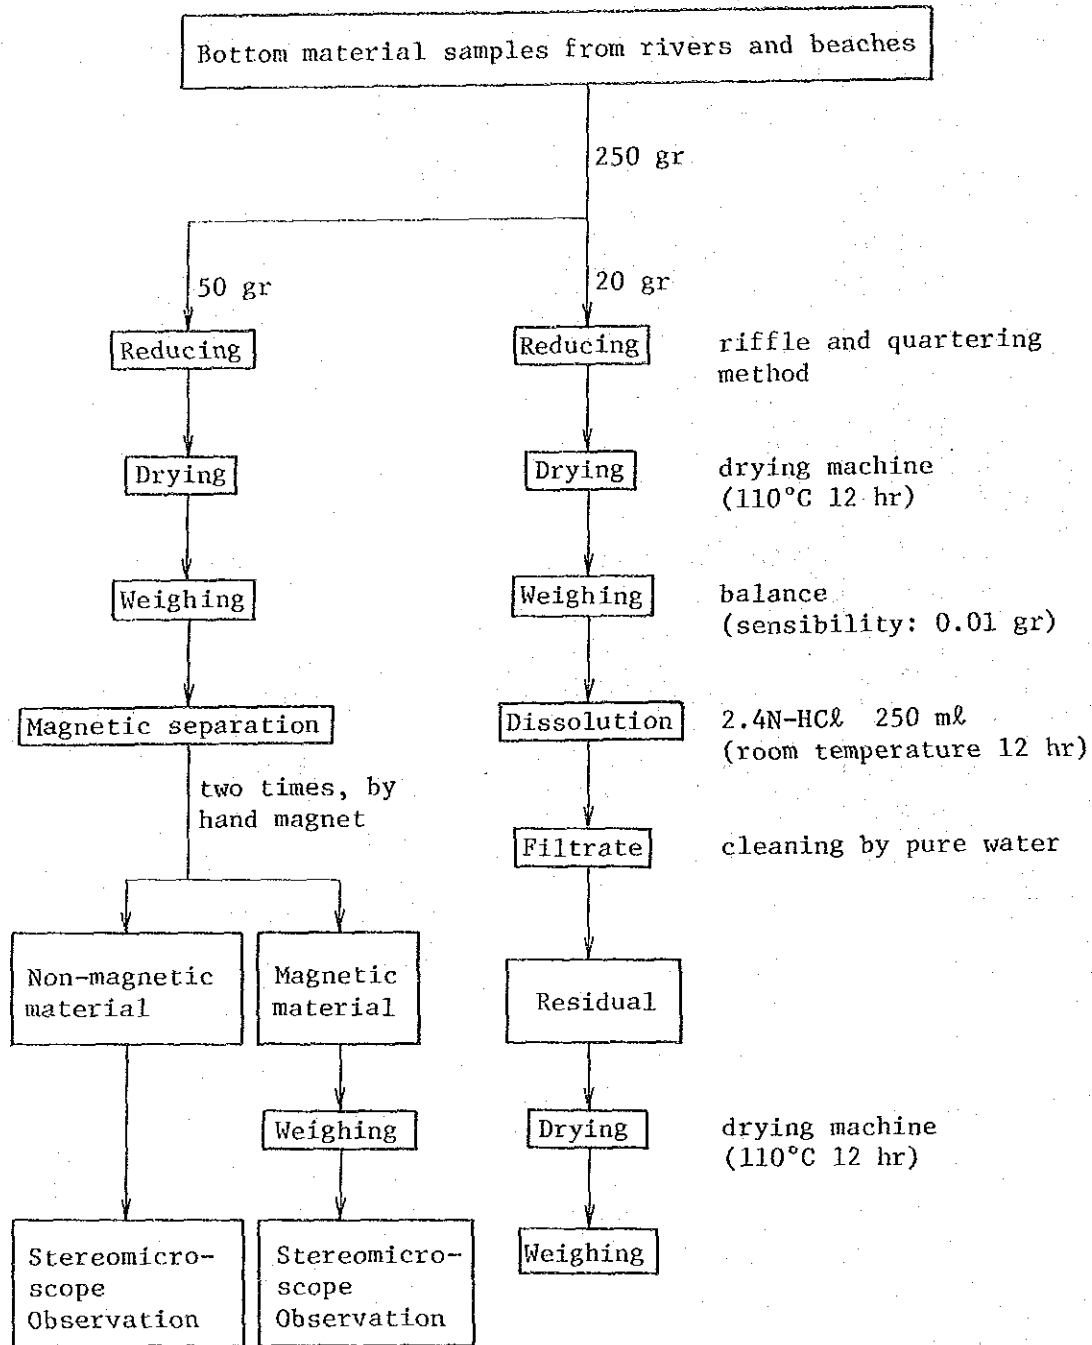 Bottom material samples from rivers and beaches
250 gr
50 gr
20 gr
Reducing
Reducing
riffle and quartering
method
Drying
Drying
drying machine
(110°C 12 hr)
Weighing
Weighing
balance
(sensibility: 0.01 gr)
Magnetic separation
Dissolution
2.4N-HCℓ 250 mℓ
(room temperature 12 hr)
two times, by
hand magnet
Filtrate
cleaning by pure water
Non-magnetic
material
Magnetic
material
Residual
Weighing
Drying
drying machine
(110°C 12 hr)
Stereomicro-
scope
Observation
Stereomicro-
scope
Observation
Weighing